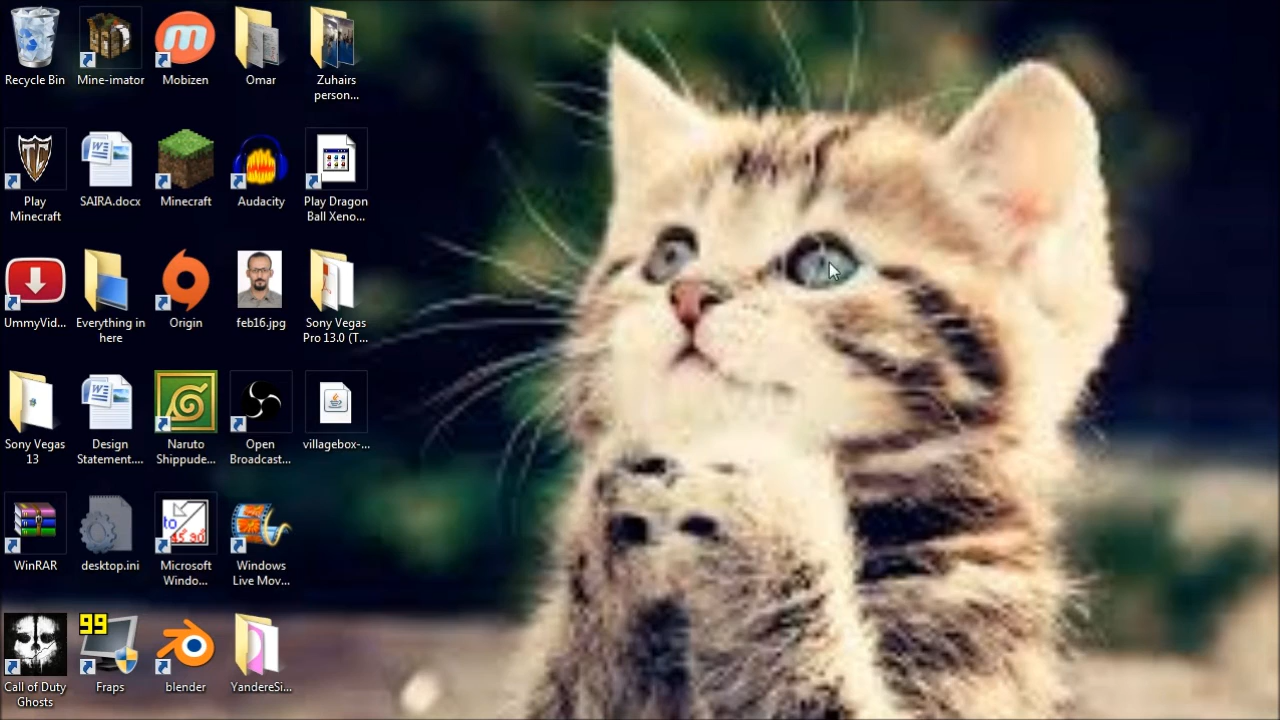 Recycle Bin
Mine-imator
Mobizen
Omar
Zuhairs
person...
Play
Minecraft
SAIRA.docx
Minecraft
Audacity
Play Dragon
Ball Xeno...
UmmyVid...
Everything in
here
Origin
feb16.jpg
Sony Vegas
Pro 13.0 (T...
Sony Vegas
13
Design
Statement....
Naruto
Shippude...
Open
Broadcast...
villagebox-...
WinRAR
desktop.ini
to
Microsoft
Windo...
Windows
Live Mov...
99
Call of Duty
Ghosts
Fraps
blender
YandereSi...